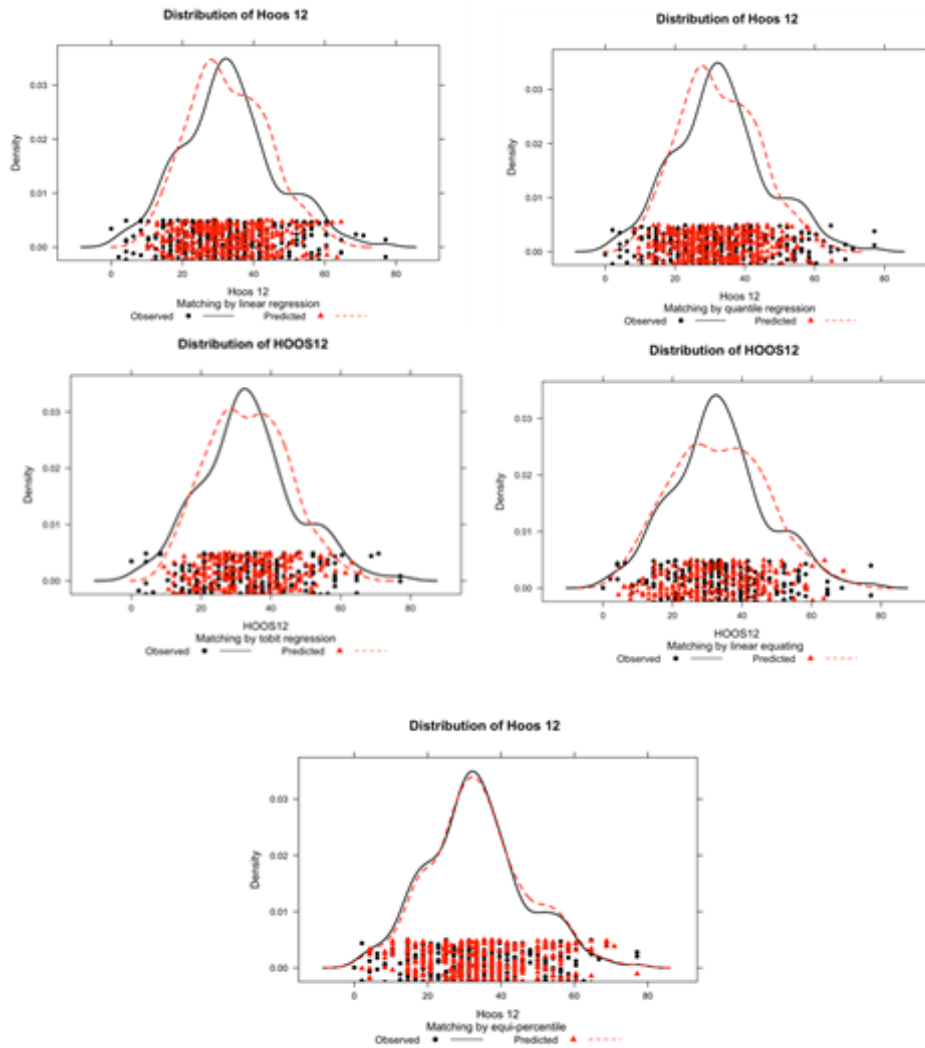 Distribution of Hoos 12
Density
0.03
0.02
0.01
0.00
0 20 40 60 80
Hoos 12
Matching by linear regression
Observed Predicted
Distribution of Hoos 12
Density
0.03
0.02
0.01
0.00
0 20 40 60 80
Hoos 12
Matching by quantile regression
Observed Predicted
Distribution of HOOS12
Density
0.03
0.02
0.01
0.00
0 20 40 60 80
HOOS12
Matching by tobit regression
Observed Predicted
Distribution of HOOS12
Density
0.03
0.02
0.01
0.00
0 20 40 60 80
HOOS12
Matching by linear equating
Observed Predicted
Distribution of Hoos 12
Density
0.03
0.02
0.01
0.00
0 20 40 60 80
Hoos 12
Matching by equi-percentile
Observed Predicted